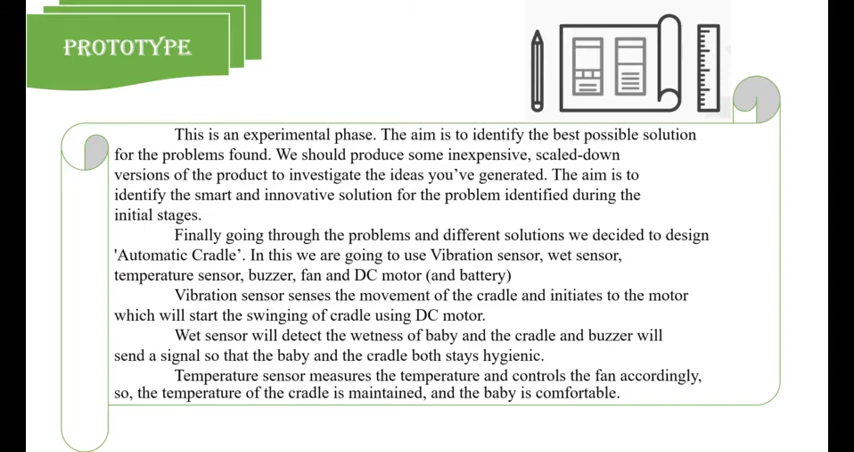 PROTOTYPE
This is an experimental phase. The aim is to identify the best possible solution
for the problems found. We should produce some inexpensive, scaled-down
versions of the product to investigate the ideas you've generated. The aim is to
identify the smart and innovative solution for the problem identified during the
initial stages.
Finally going through the problems and different solutions we decided to design
'Automatic Cradle'. In this we are going to use Vibration sensor, wet sensor,
temperature sensor, buzzer, fan and DC motor (and battery)
Vibration sensor senses the movement of the cradle and initiates to the motor
which will start the swinging of cradle using DC motor.
Wet sensor will detect the wetness of baby and the cradle and buzzer will
send a signal so that the baby and the cradle both stays hygienic.
Temperature sensor measures the temperature and controls the fan accordingly,
so, the temperature of the cradle is maintained, and the baby is comfortable.